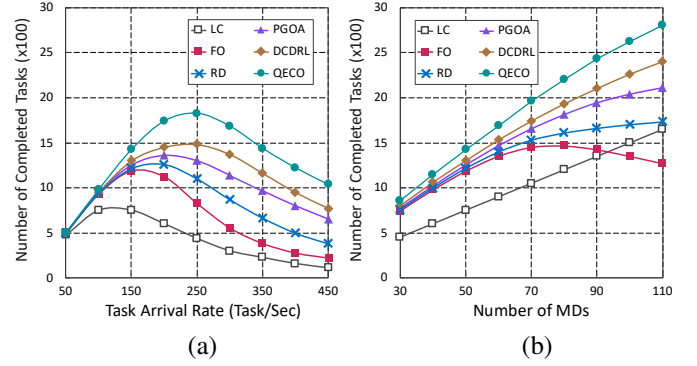 Number of Completed Tasks (x100)
30
25
20
15
10
5
0
LC
FO
RD
PGOA
DCDRL
QECO
50
150
250
350
450
Task Arrival Rate (Task/Sec)
(a)
Number of Completed Tasks (x100)
30
25
20
15
10
5
0
LC
FO
RD
PGOA
DCDRL
QECO
30
50
70
90
110
Number of MDs
(b)